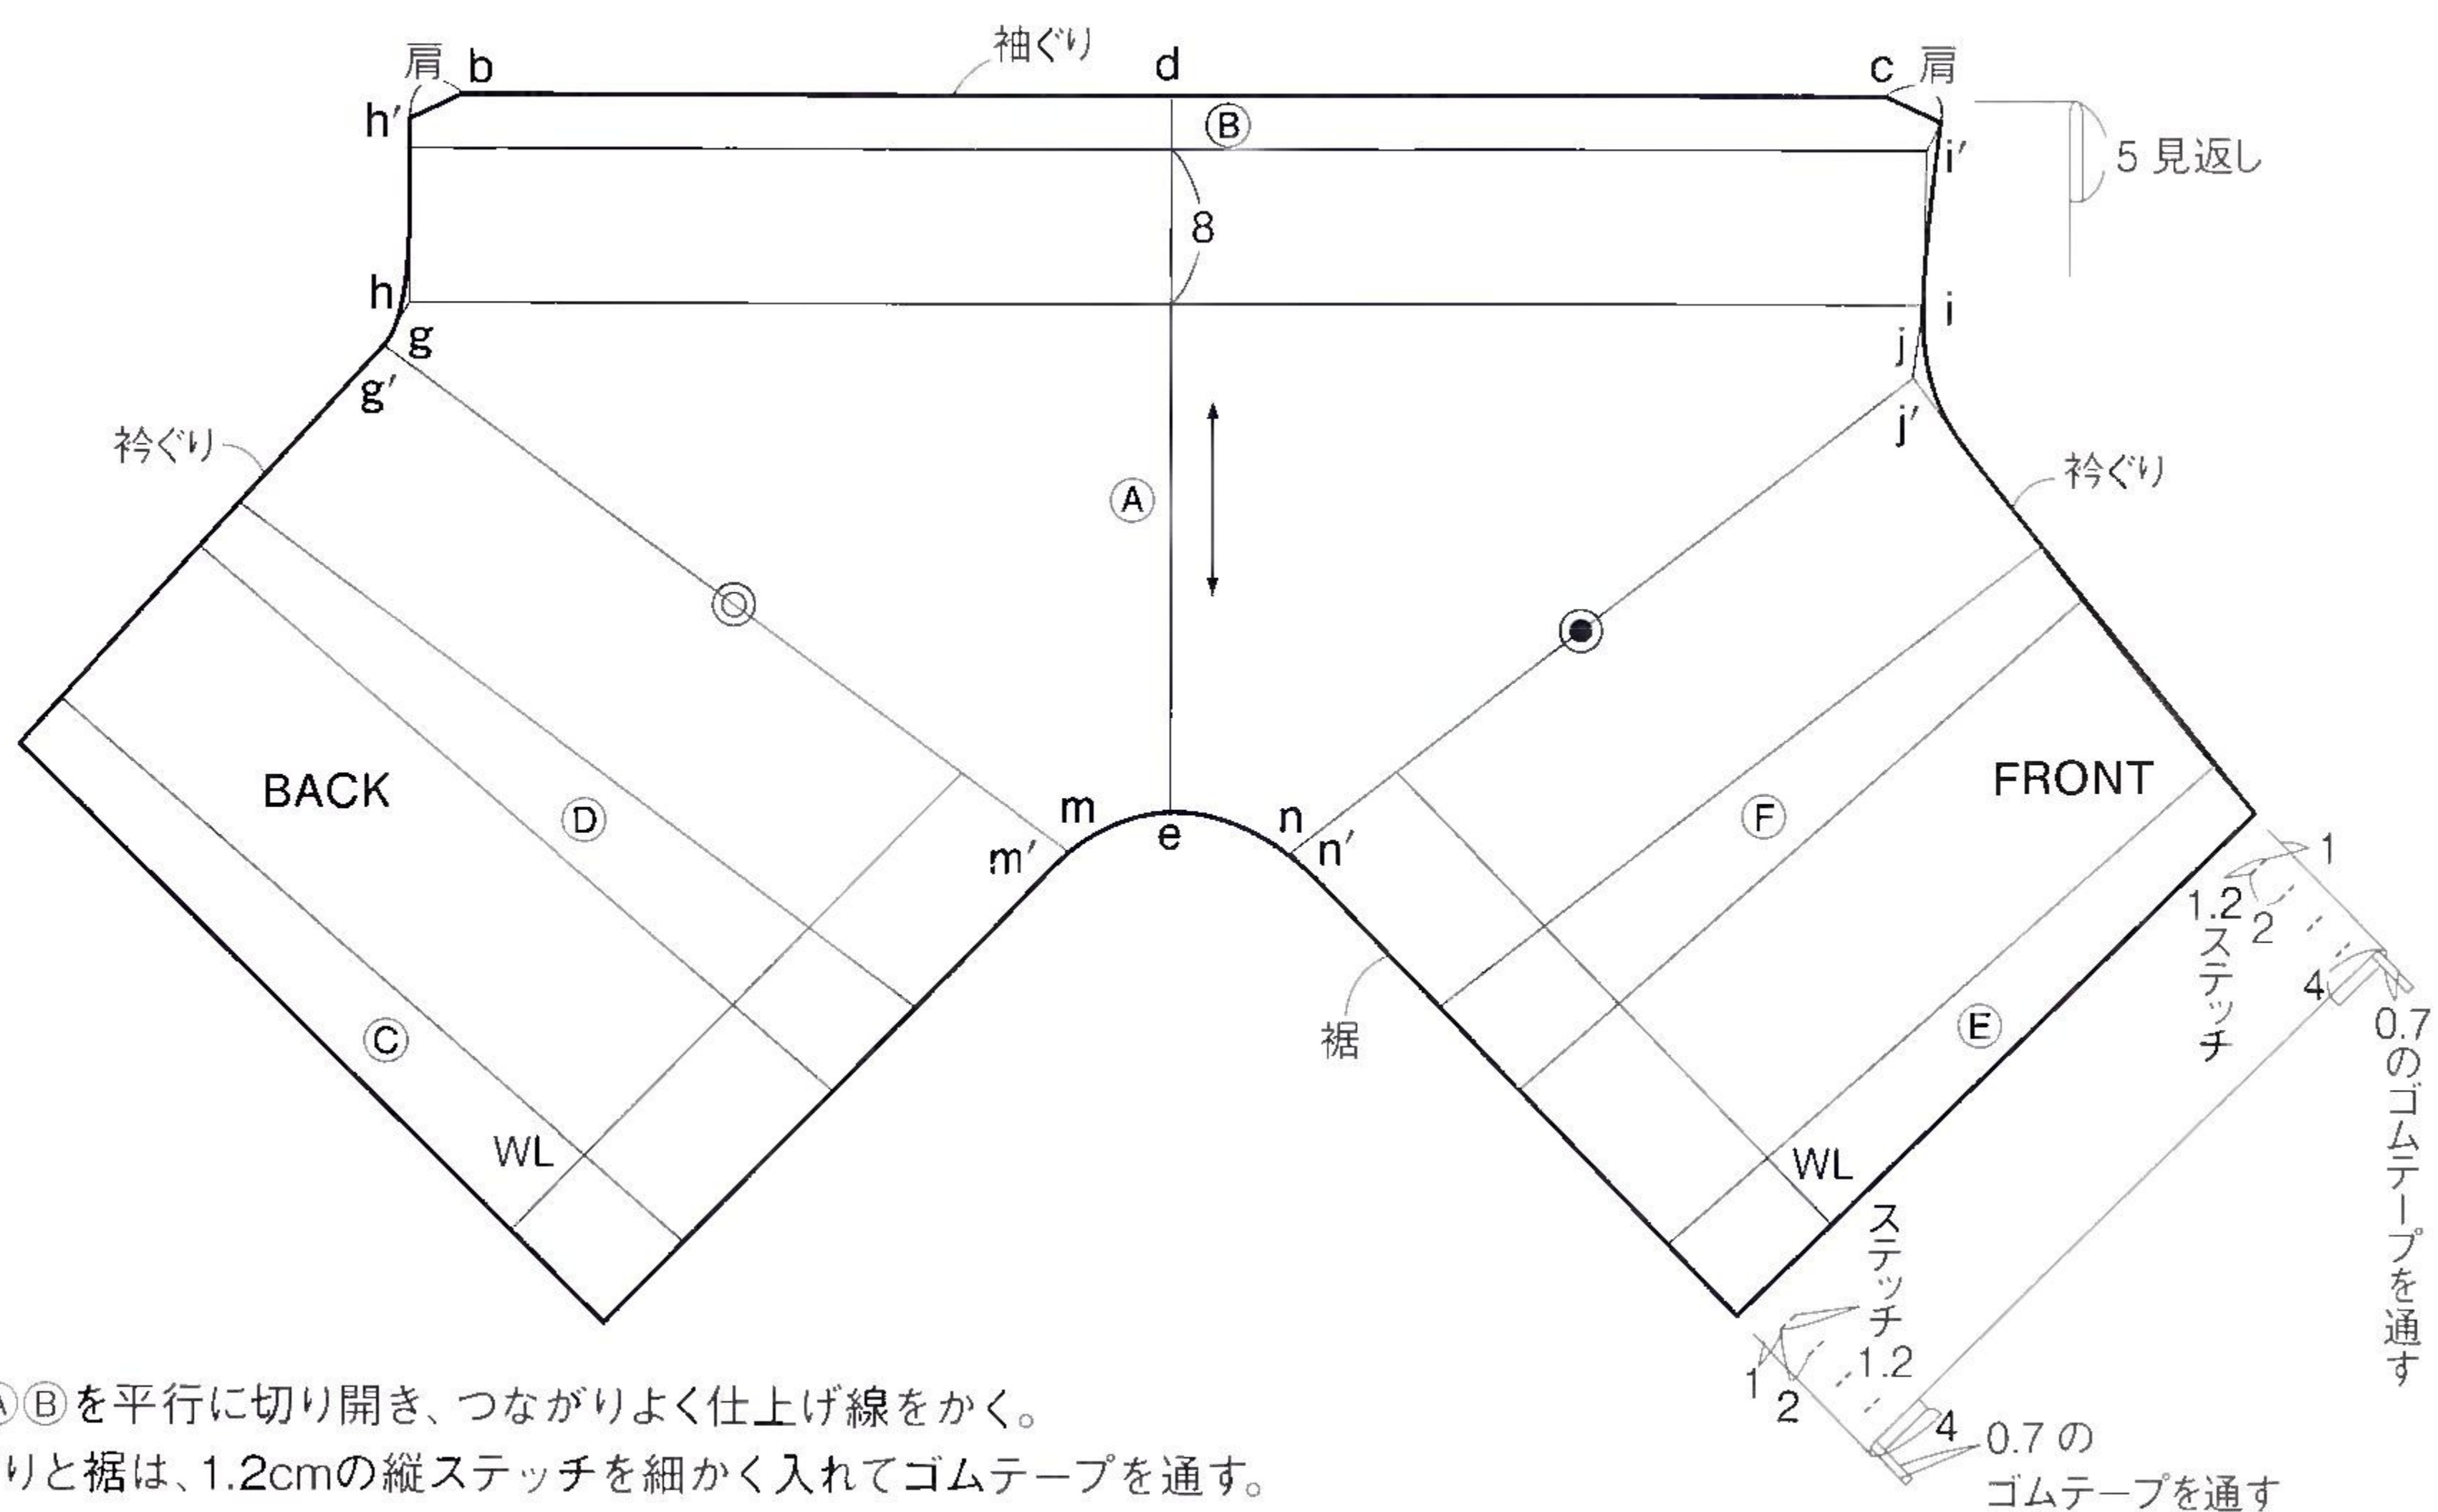 肩
b
袖ぐり
d
c
肩
h′
Ⓑ
i′
5 見返し
8
h
i
g
j
g′
j′
衿ぐり
衿ぐり
Ⓐ
BACK
FRONT
Ⓓ
Ⓕ
m
e
n
m′
n′
1
1.2
ステッチ
2
4
0.7
のゴムテープを通す
Ⓒ
裾
Ⓔ
WL
WL
ステッチ
1.2
1
2
4
0.7 の
ゴムテープを通す
Ⓑを平行に切り開き、つながりよく仕上げ線をかく。
りと裾は、1.2cmの縦ステッチを細かく入れてゴムテープを通す。